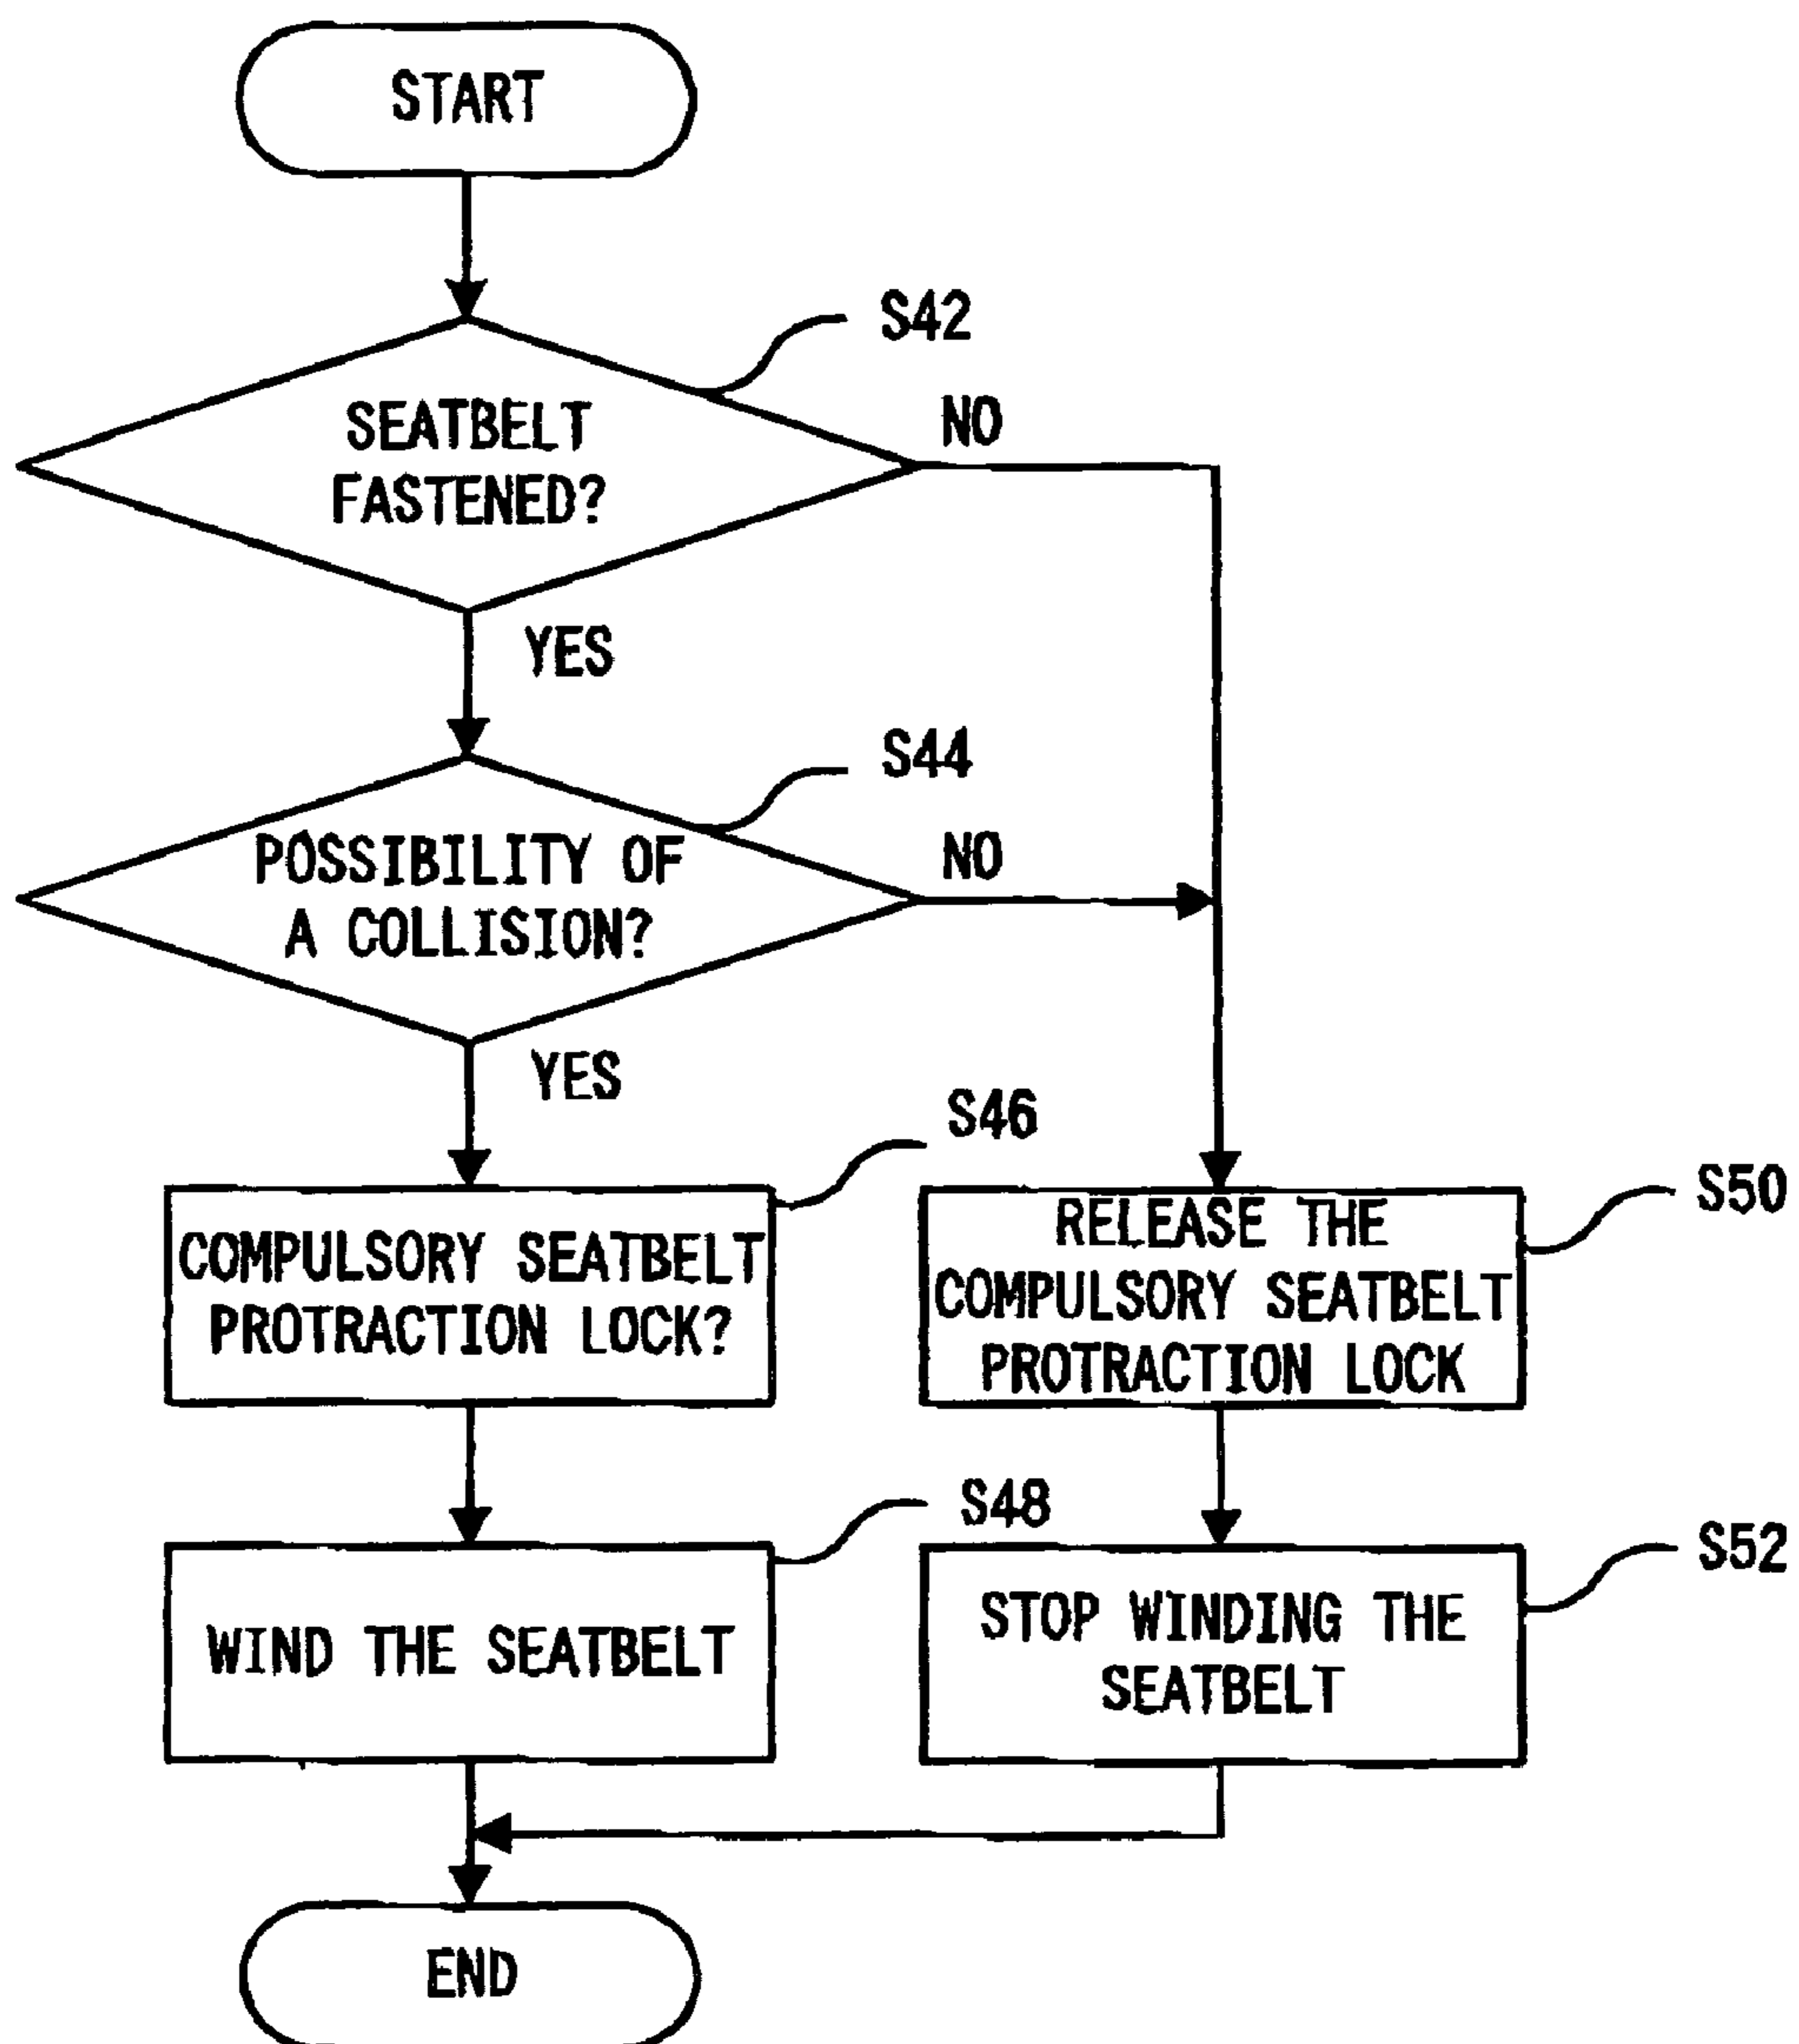 START
S42
SEATBELT
FASTENED?
NO
YES
S44
POSSIBILITY OF
A COLLISION?
NO
YES
S46
COMPULSORY SEATBELT
PROTRACTION LOCK?
S50
RELEASE THE
COMPULSORY SEATBELT
PROTRACTION LOCK
S48
WIND THE SEATBELT
S52
STOP WINDING THE
SEATBELT
END